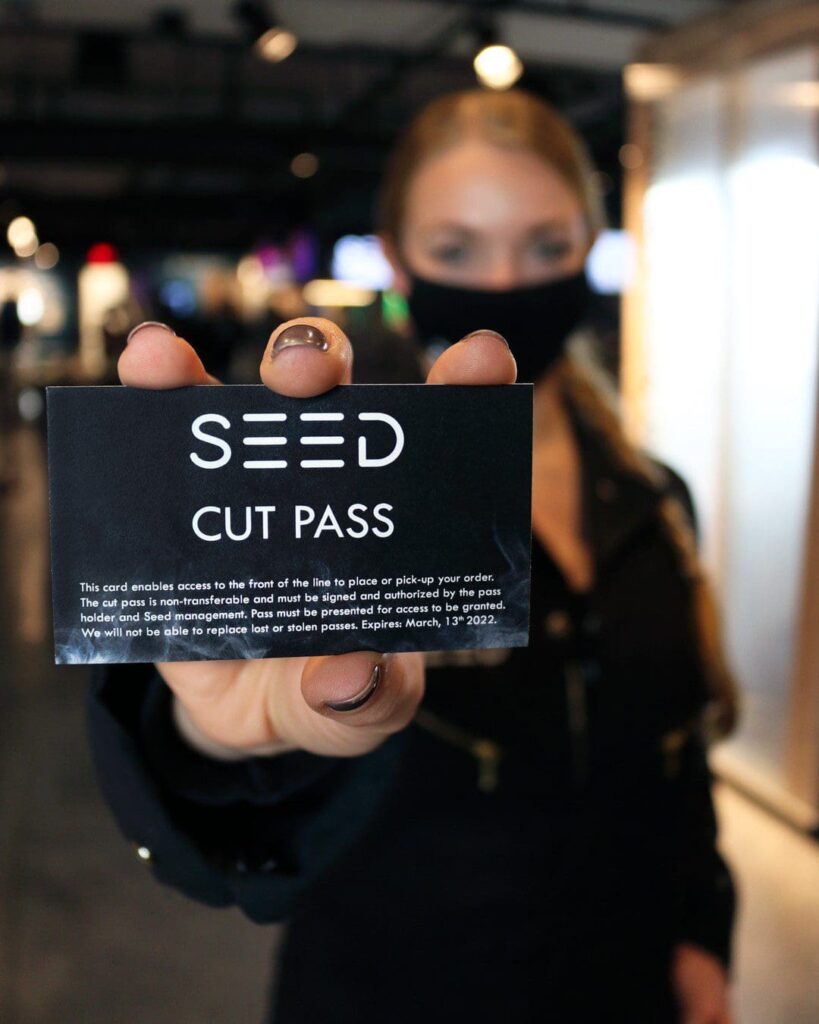 SEED
CUT PASS
This card enables access to the front of the line to place or pick-up your order.
The cut pass is non-transferable and must be signed and authorized by the pass
holder and Seed management. Pass must be presented for access to be granted.
We will not be able to replace lost or stolen passes. Expires: March, 13th 2022.